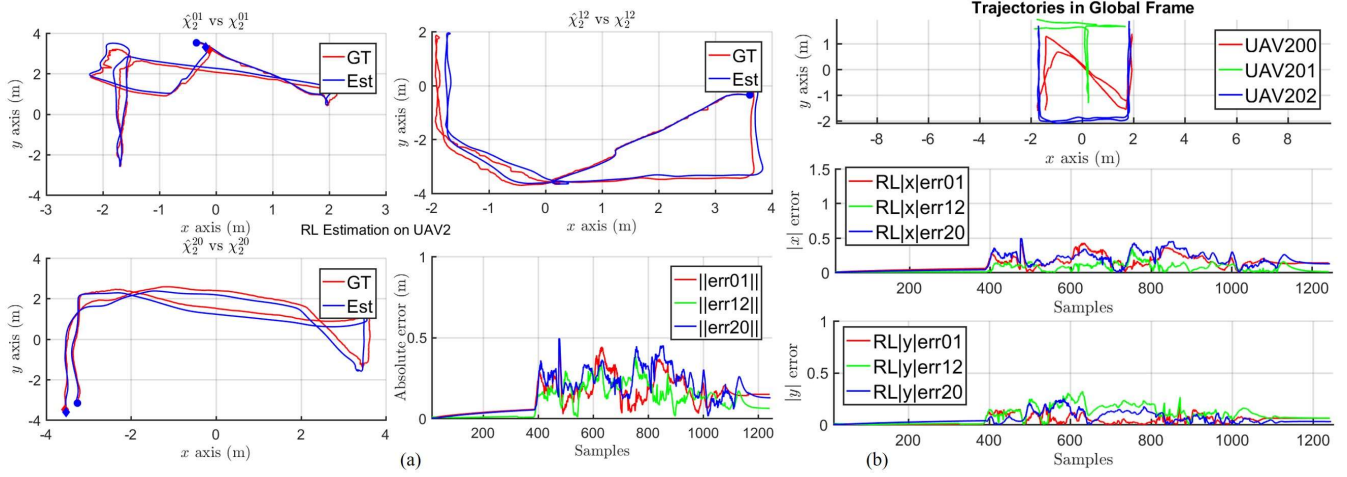 χ̂₂⁰¹ vs χ₂⁰¹
4
2
0
-2
-4
y axis (m)
GT
Est
-3
-2
-1
0
1
2
3
x axis (m)
χ̂₂¹² vs χ₂¹²
2
0
-2
-4
y axis (m)
GT
Est
-2
-1
0
1
2
3
4
x axis (m)
RL Estimation on UAV2
χ̂₂²⁰ vs χ₂²⁰
4
2
0
-2
-4
y axis (m)
GT
Est
-4
-2
0
2
4
x axis (m)
1
0.5
0
Absolute error (m)
||err01||
||err12||
||err20||
200
400
600
800
1000
1200
Samples
(a)
Trajectories in Global Frame
1
0
-1
-2
y axis (m)
UAV200
UAV201
UAV202
-8
-6
-4
-2
0
2
4
6
8
x axis (m)
1.5
1
0.5
0
|x| error
RL|x|err01
RL|x|err12
RL|x|err20
200
400
600
800
1000
1200
Samples
1
0.5
0
|y| error
RL|y|err01
RL|y|err12
RL|y|err20
200
400
600
800
1000
1200
Samples
(b)